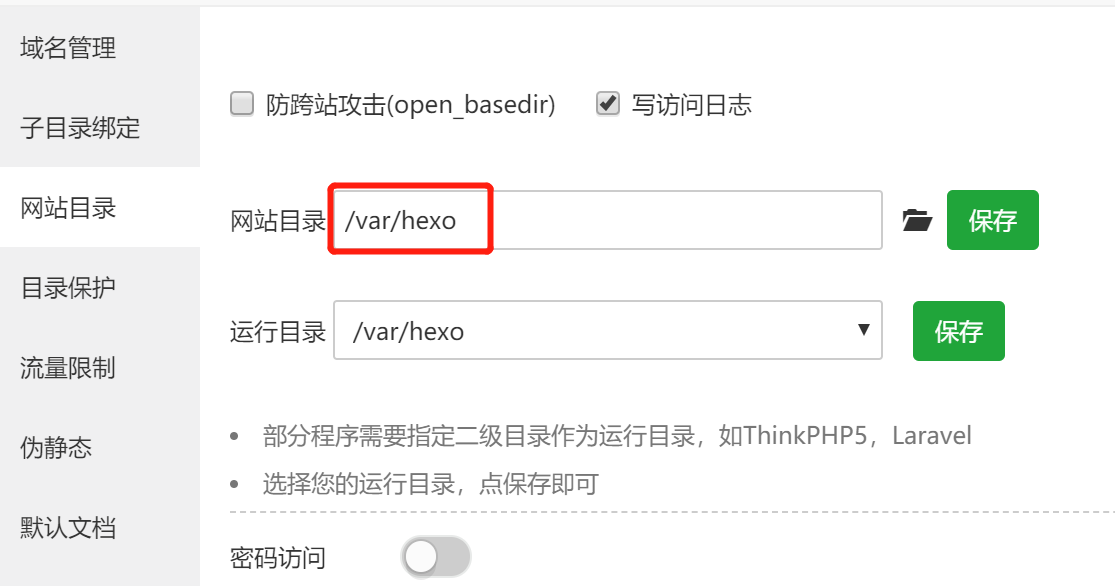 域名管理
子目录绑定
网站目录
目录保护
流量限制
伪静态
默认文档
防跨站攻击(open_basedir) 写访问日志
网站目录 /var/hexo 保存
运行目录 /var/hexo 保存
部分程序需要指定二级目录作为运行目录，如ThinkPHP5，Laravel
选择您的运行目录，点保存即可
密码访问